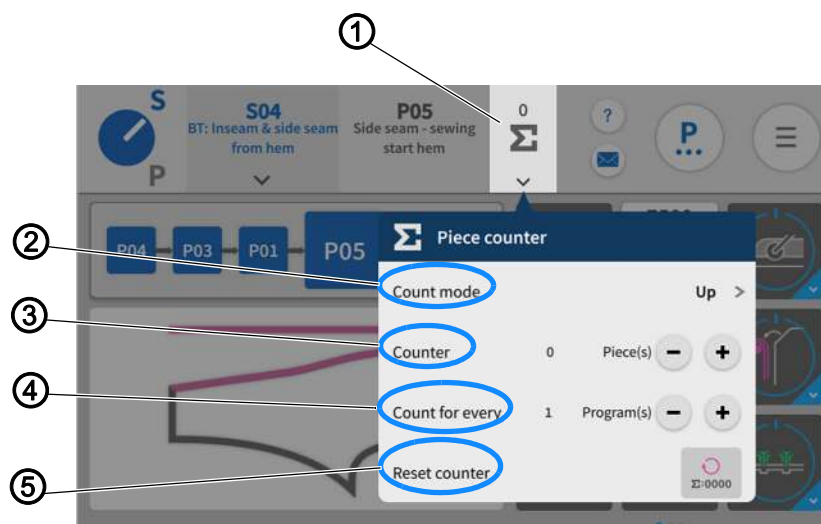 1
S
S04
BT: Inseam & side seam
from hem
P05
Side seam - sewing
start hem
0
Σ
?
P
P
2
P04
P03
P01
P05
Σ Piece counter
Count mode
Up >
3
Counter
0
Piece(s)
-
+
4
Count for every
1
Program(s)
-
+
5
Reset counter
Σ:0000